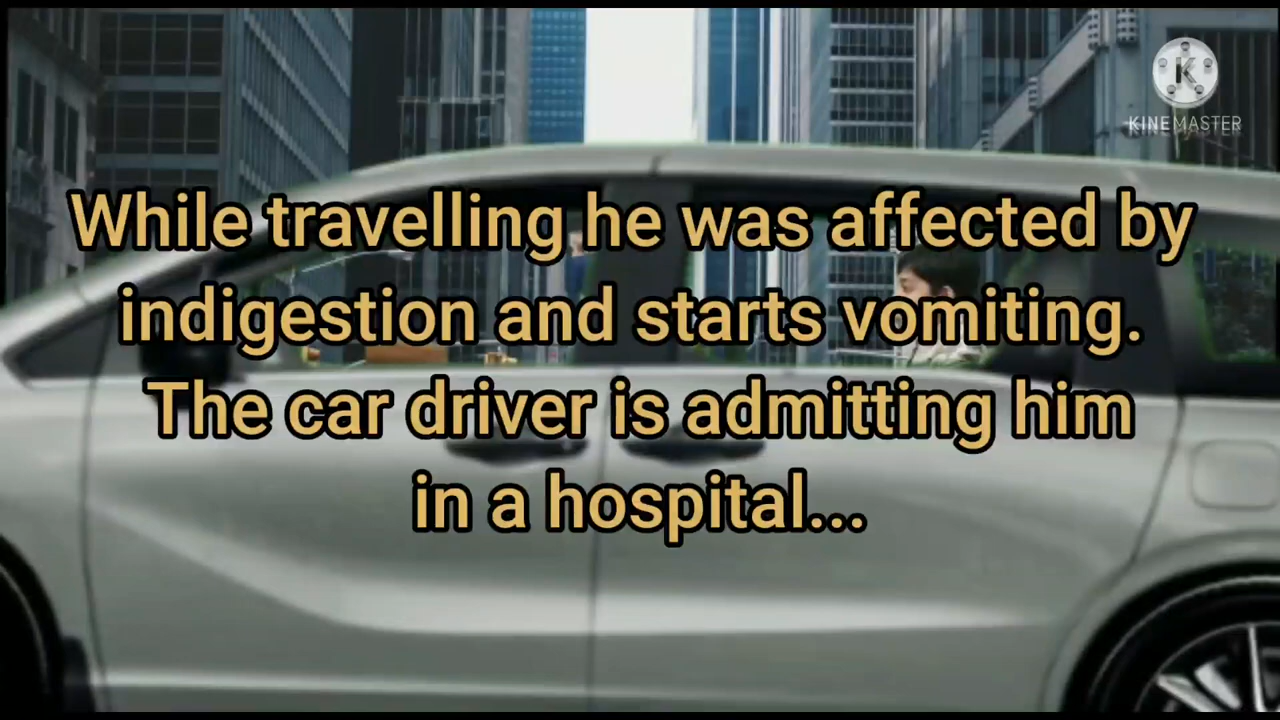 KINEMASTER
While travelling he was affected by
indigestion and starts vomiting.
The car driver is admitting him
in a hospital...